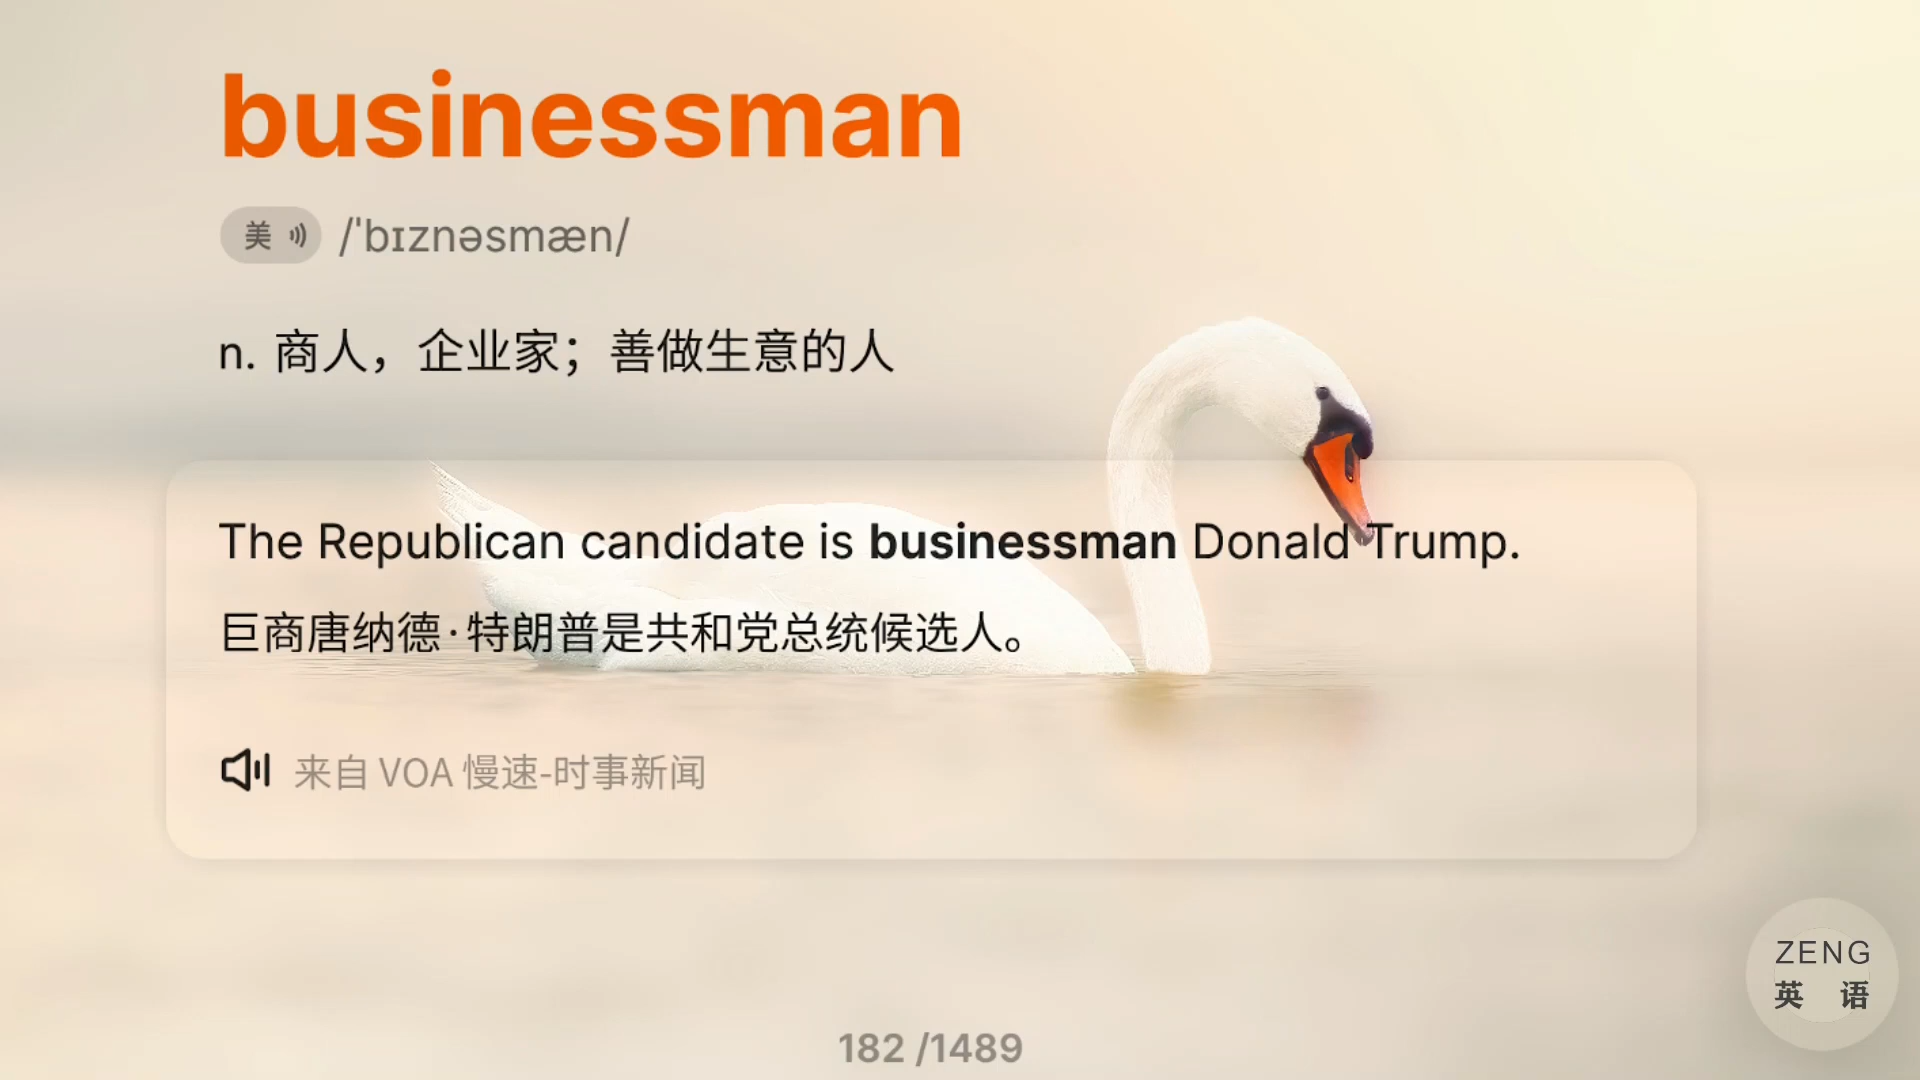 businessman
美 /ˈbɪznəsmæn/
n. 商人，企业家；善做生意的人
The Republican candidate is businessman Donald Trump.
巨商唐纳德·特朗普是共和党总统候选人。
来自 VOA 慢速-时事新闻
ZENG
英 语
182 /1489